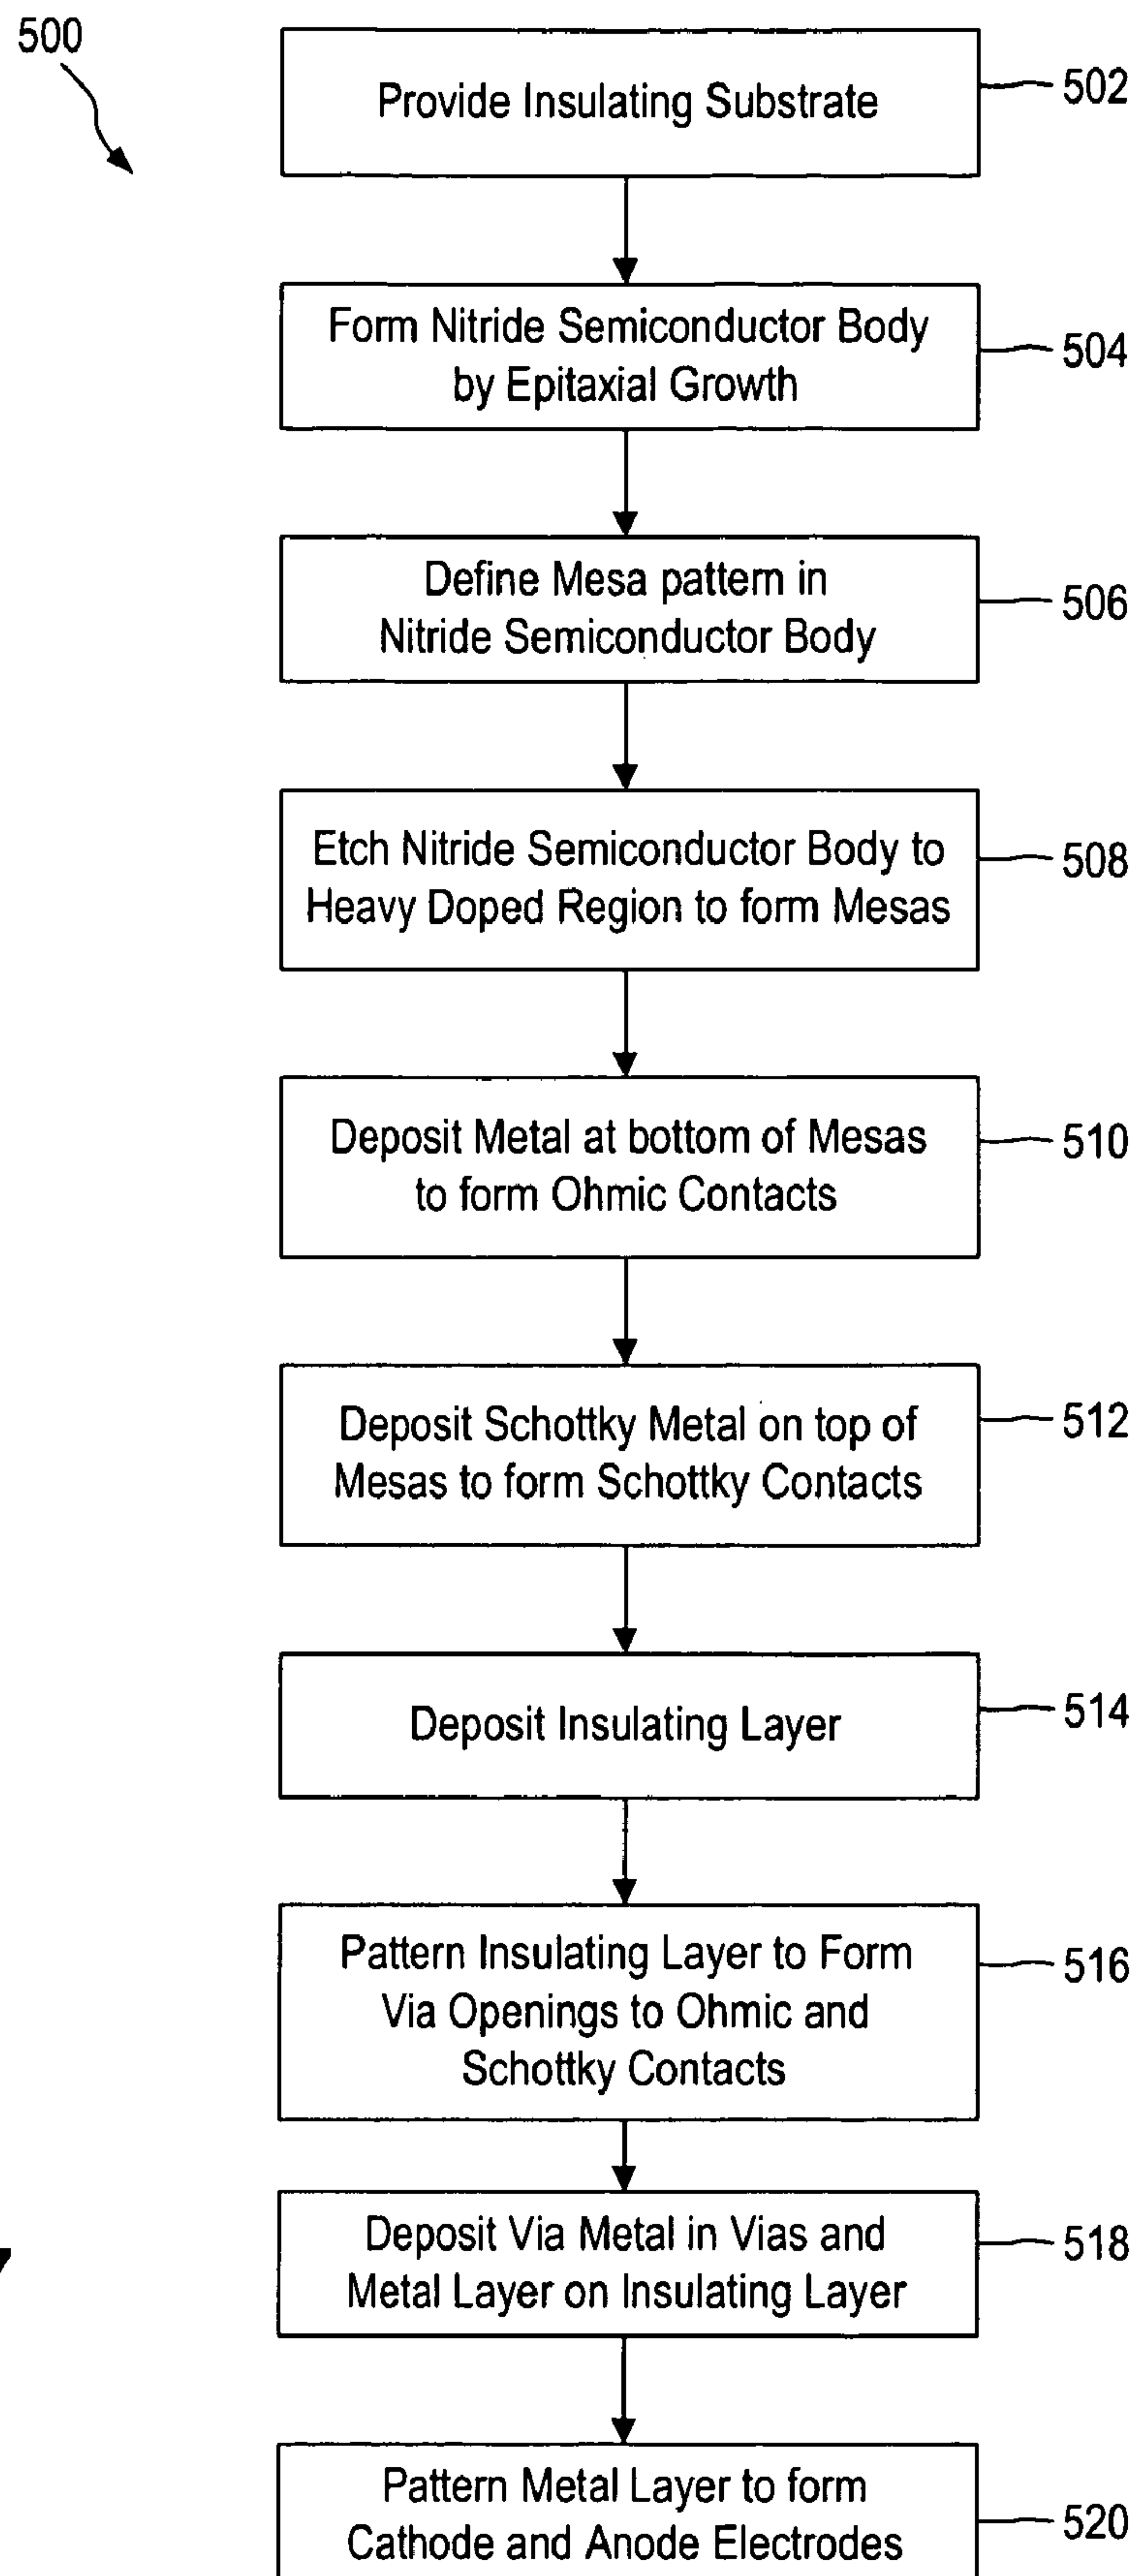 500
Provide Insulating Substrate
502
Form Nitride Semiconductor Body
by Epitaxial Growth
504
Define Mesa pattern in
Nitride Semiconductor Body
506
Etch Nitride Semiconductor Body to
Heavy Doped Region to form Mesas
508
Deposit Metal at bottom of Mesas
to form Ohmic Contacts
510
Deposit Schottky Metal on top of
Mesas to form Schottky Contacts
512
Deposit Insulating Layer
514
Pattern Insulating Layer to Form
Via Openings to Ohmic and
Schottky Contacts
516
Deposit Via Metal in Vias and
Metal Layer on Insulating Layer
518
Pattern Metal Layer to form
Cathode and Anode Electrodes
520